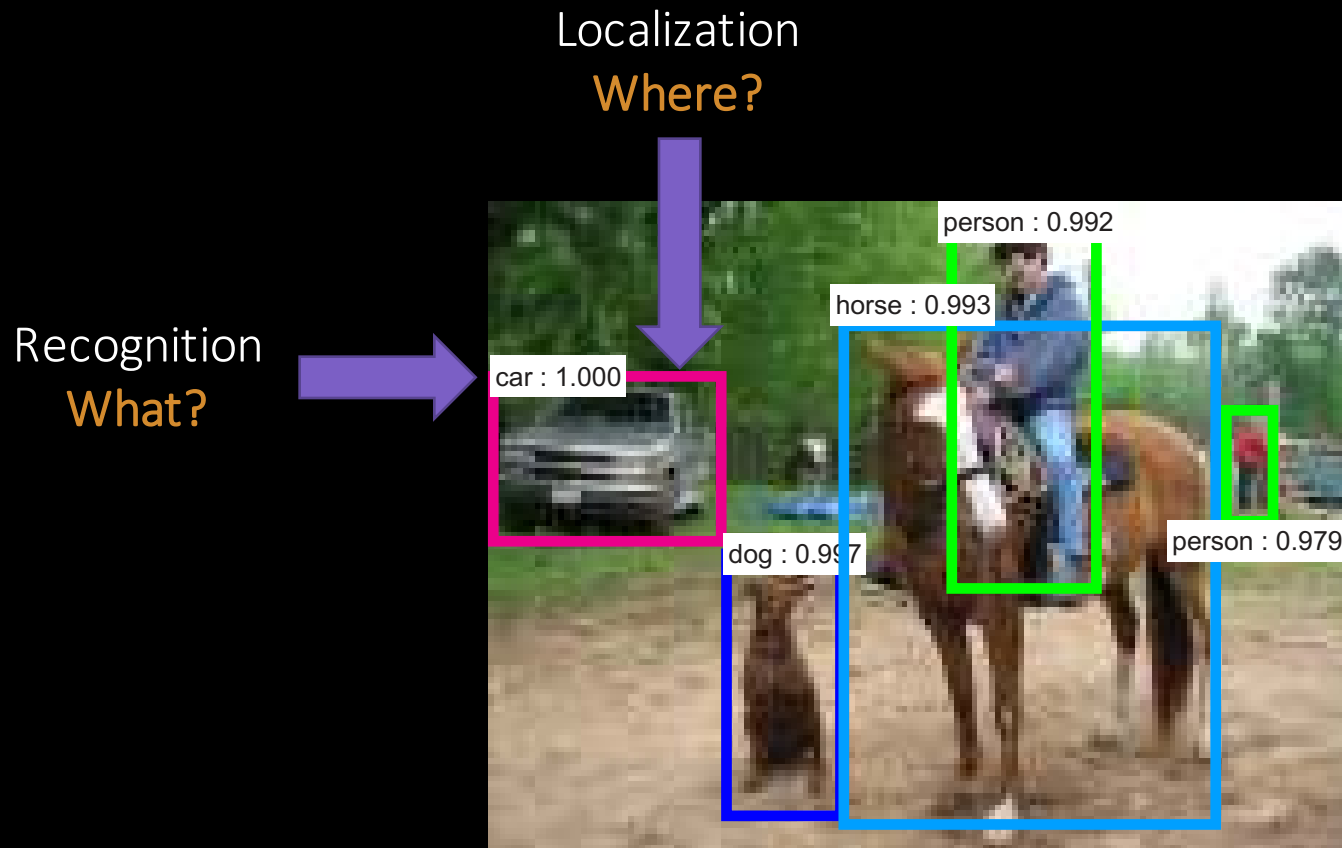 Localization
Where?
Recognition
What?
person : 0.992
horse : 0.993
car : 1.000
dog : 0.997
person : 0.979